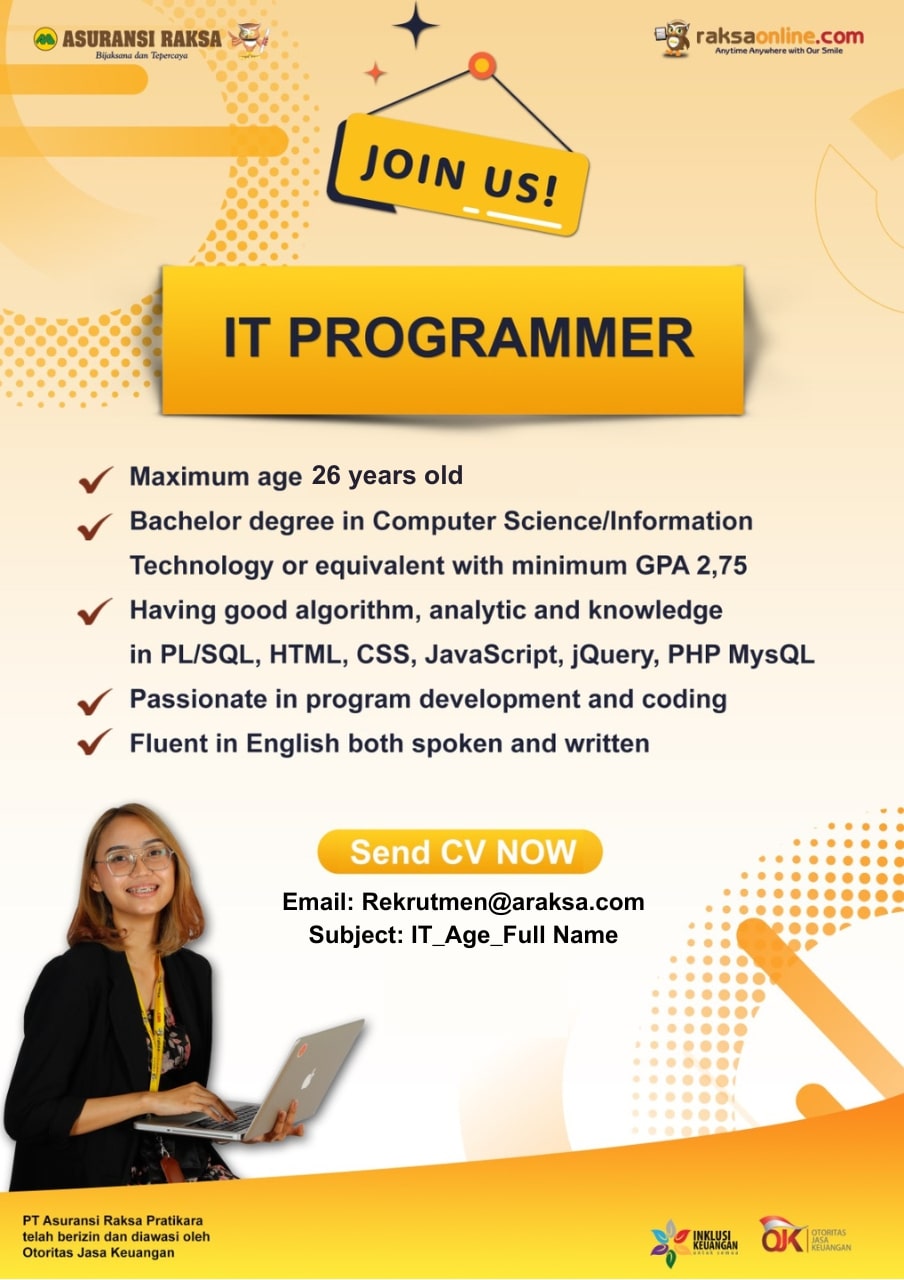 ASURANSI RAKSA
Bijaksana dan Tepercaya
raksaonline.com
Anytime Anywhere with Our Smile
JOIN US!
IT PROGRAMMER
Maximum age 26 years old
Bachelor degree in Computer Science/Information
Technology or equivalent with minimum GPA 2,75
Having good algorithm, analytic and knowledge
in PL/SQL, HTML, CSS, JavaScript, jQuery, PHP MysQL
Passionate in program development and coding
Fluent in English both spoken and written
Send CV NOW
Email: Rekrutmen@araksa.com
Subject: IT_Age_Full Name
PT Asuransi Raksa Pratikara
telah berizin dan diawasi oleh
Otoritas Jasa Keuangan
INKLUSI
KEUANGAN
untuk semua
OJK
OTORITAS
JASA
KEUANGAN